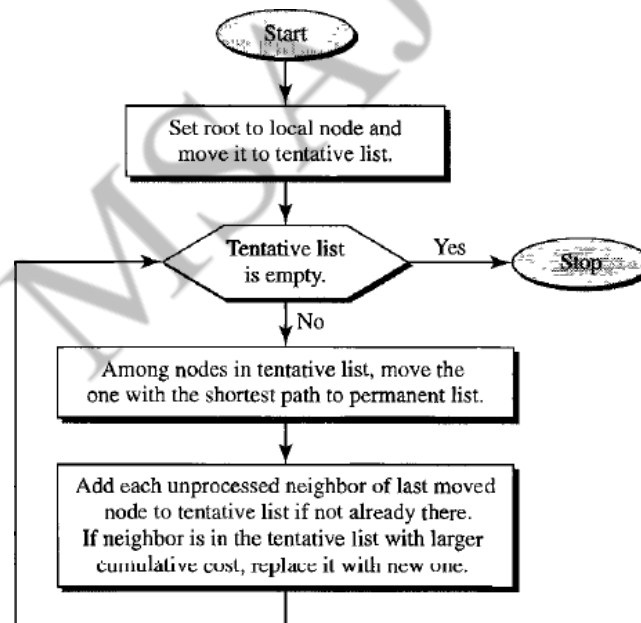 Start
Set root to local node and
move it to tentative list.
Tentative list
is empty.
Yes
Stop
No
Among nodes in tentative list, move the
one with the shortest path to permanent list.
Add each unprocessed neighbor of last moved
node to tentative list if not already there.
If neighbor is in the tentative list with larger
cumulative cost, replace it with new one.
MSAJ